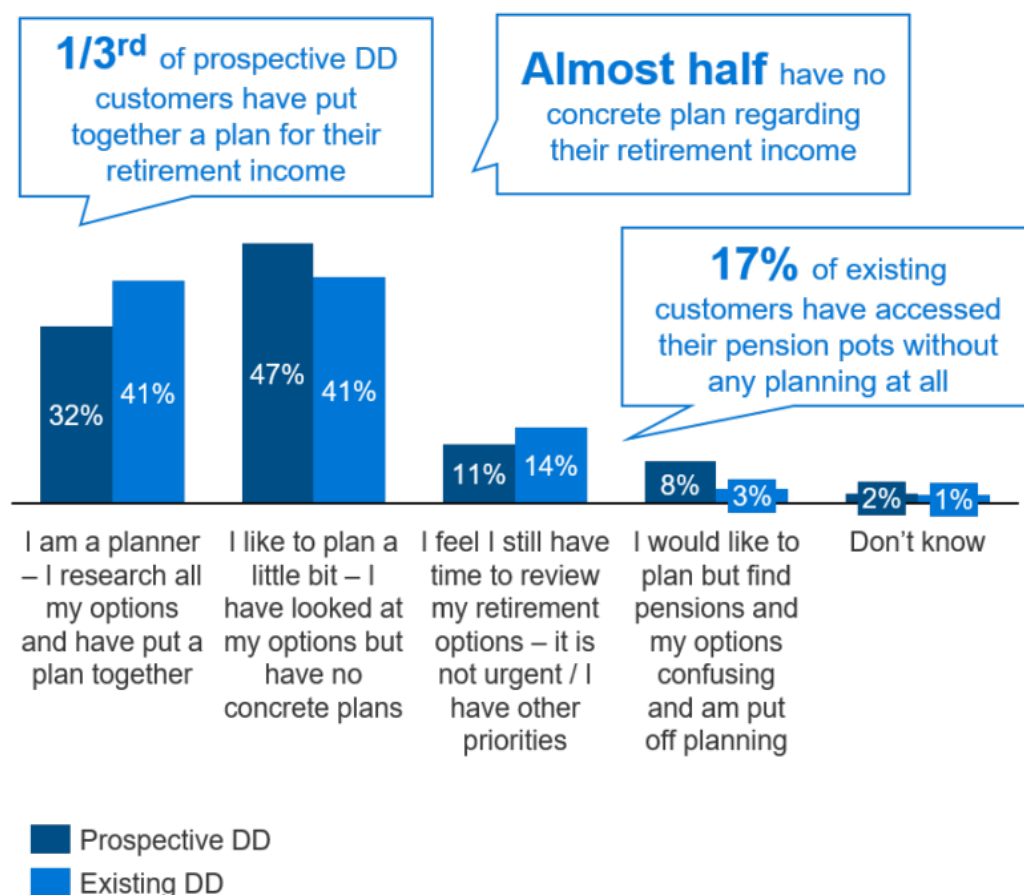 1/3rd of prospective DD
customers have put
together a plan for their
retirement income
Almost half have no
concrete plan regarding
their retirement income
17% of existing
customers have accessed
their pension pots without
any planning at all
32%
41%
47%
41%
11%
14%
8%
3%
2%
1%
I am a planner
– I research all
my options
and have put a
plan together
I like to plan a
little bit – I
have looked at
my options but
have no
concrete plans
I feel I still have
time to review
my retirement
options – it is
not urgent / I
have other
priorities
I would like to
plan but find
pensions and
my options
confusing
and am put
off planning
Don’t know
Prospective DD
Existing DD